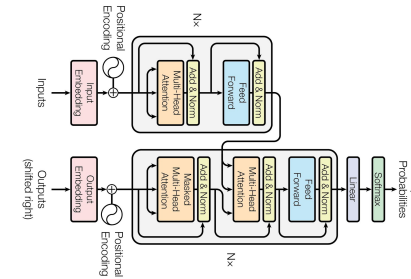 Probabilities
Softmax
Linear
Add & Norm
Feed
Forward
Add & Norm
Multi-Head
Attention
Add & Norm
Masked
Multi-Head
Attention
N×
Positional
Encoding
Output
Embedding
Outputs
(shifted right)
N×
Add & Norm
Feed
Forward
Add & Norm
Multi-Head
Attention
Positional
Encoding
Input
Embedding
Inputs